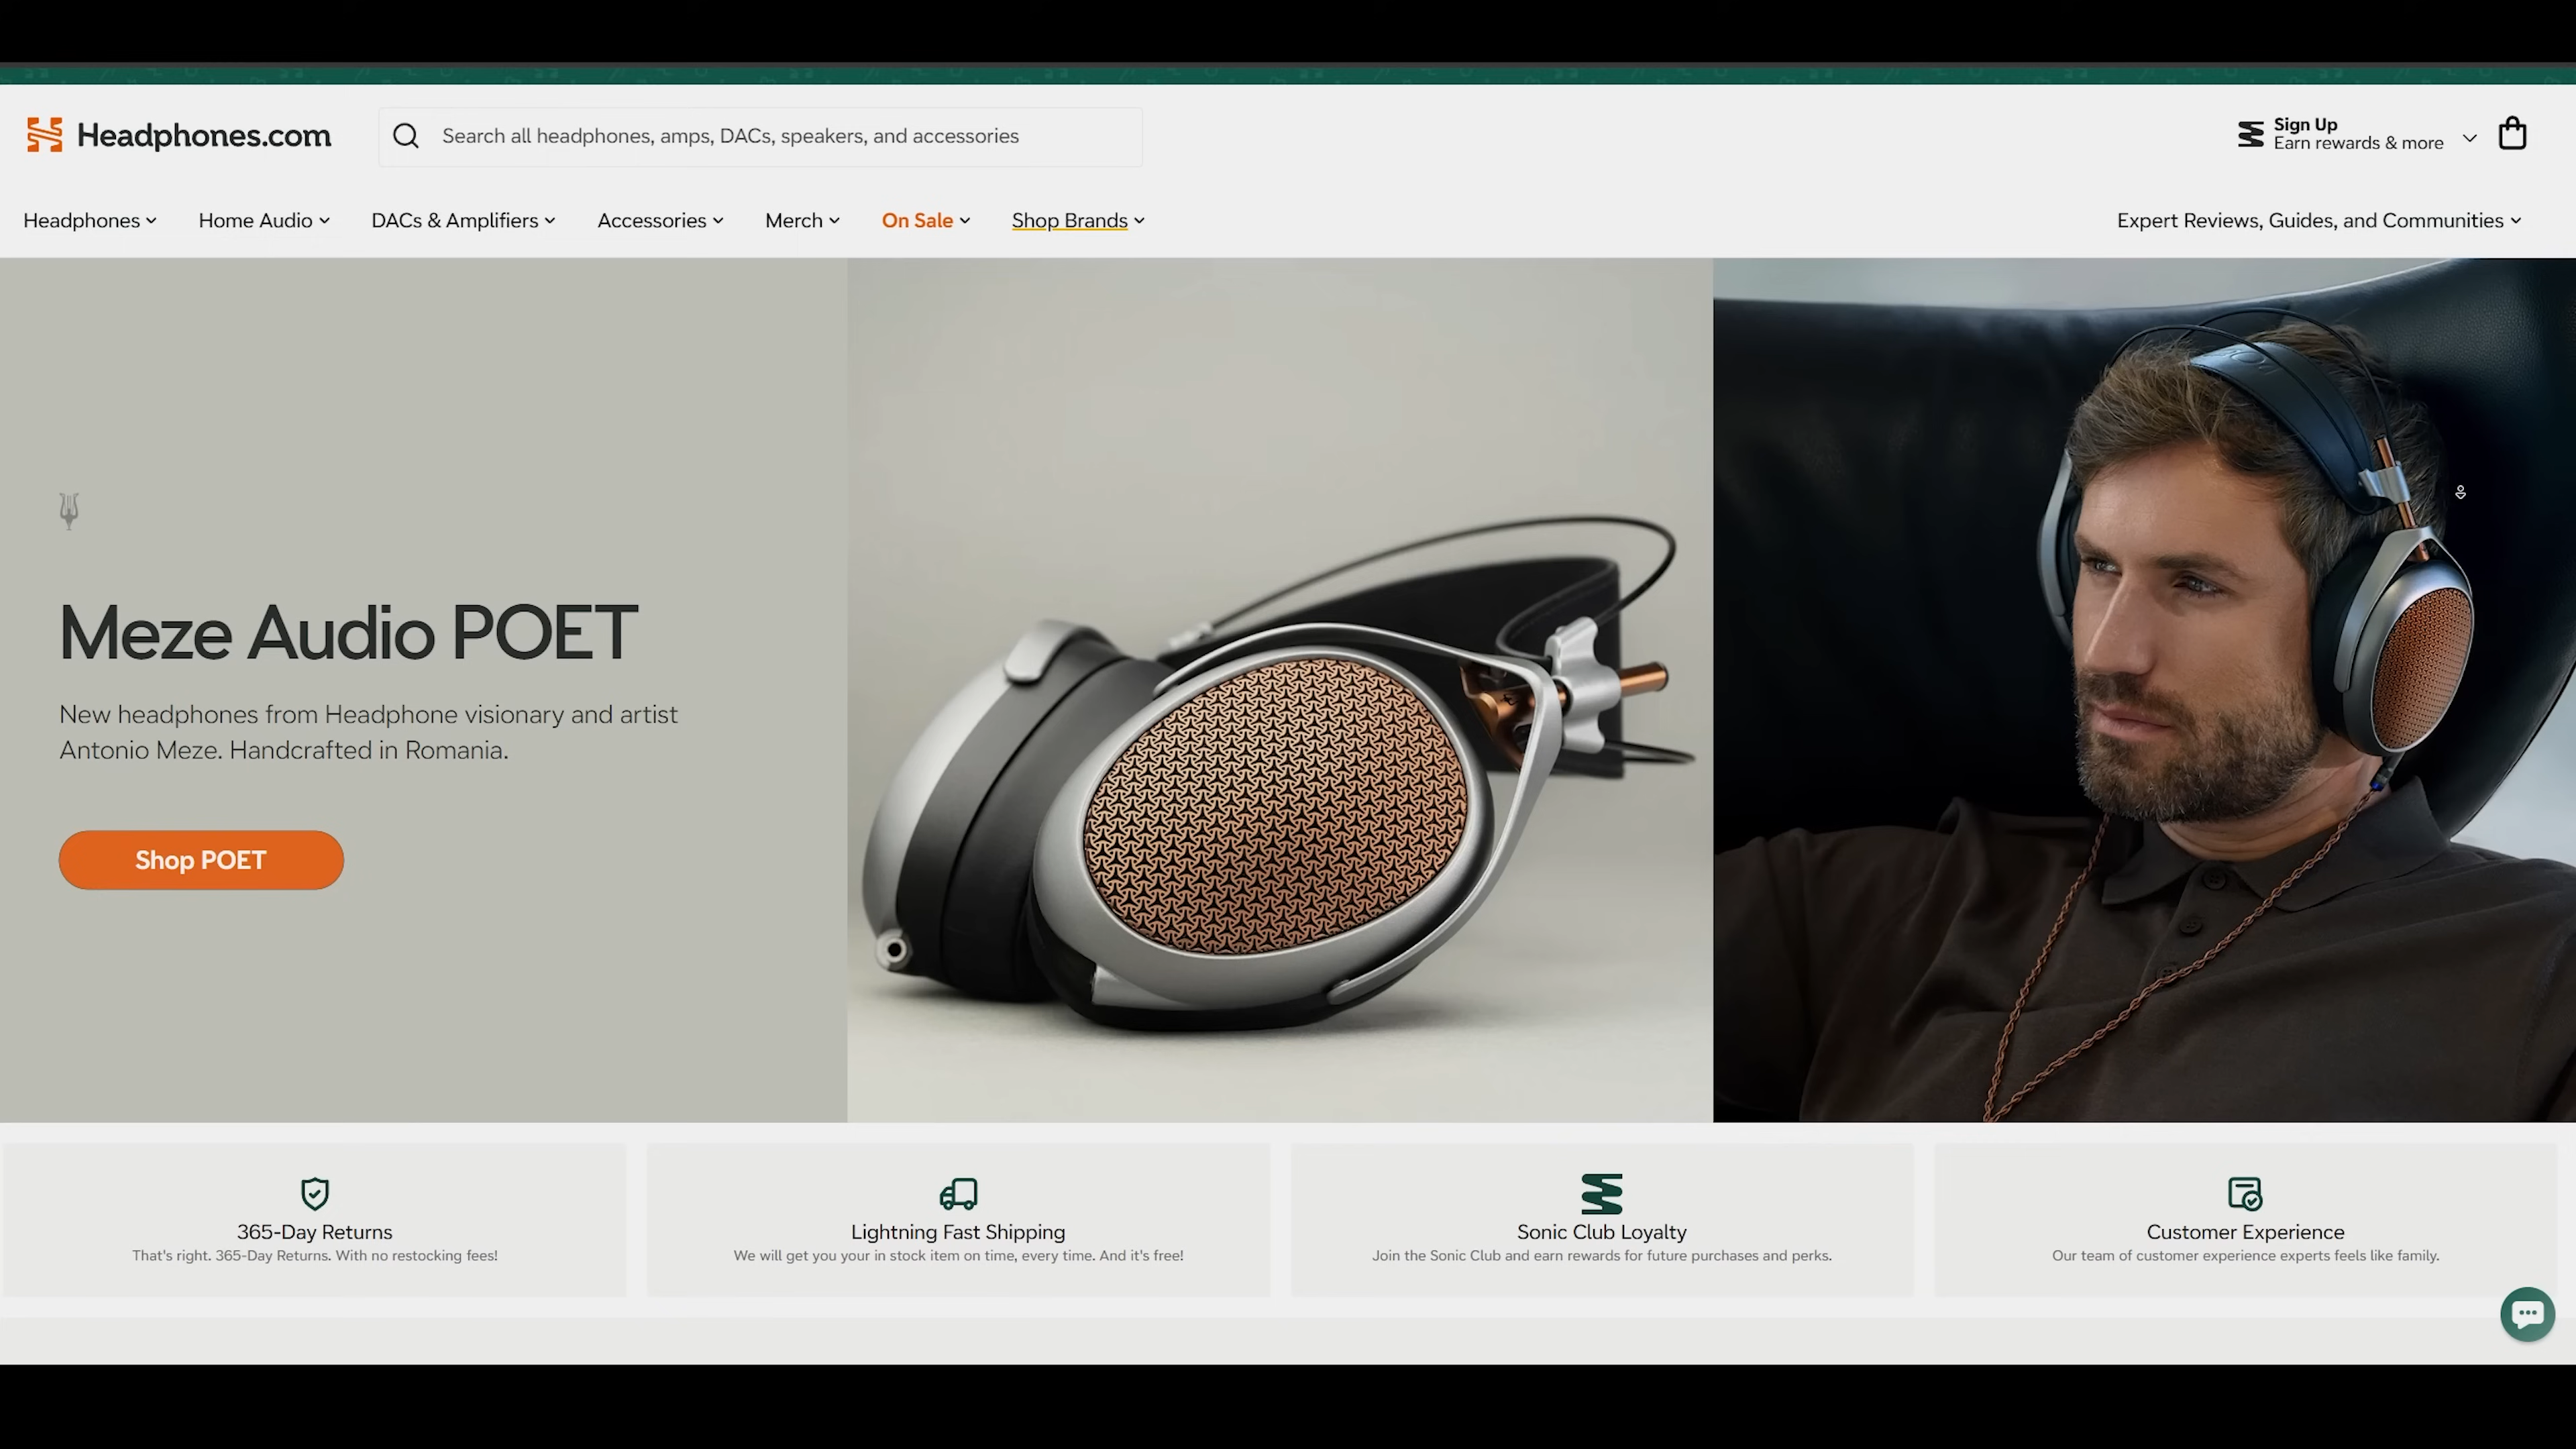 Headphones.com
Search all headphones, amps, DACs, speakers, and accessories
Sign Up
Earn rewards & more
Headphones
Home Audio
DACs & Amplifiers
Accessories
Merch
On Sale
Shop Brands
Expert Reviews, Guides, and Communities
Meze Audio POET
New headphones from Headphone visionary and artist
Antonio Meze. Handcrafted in Romania.
Shop POET
365-Day Returns
That's right. 365-Day Returns. With no restocking fees!
Lightning Fast Shipping
We will get you your in stock item on time, every time. And it's free!
Sonic Club Loyalty
Join the Sonic Club and earn rewards for future purchases and perks.
Customer Experience
Our team of customer experience experts feels like family.